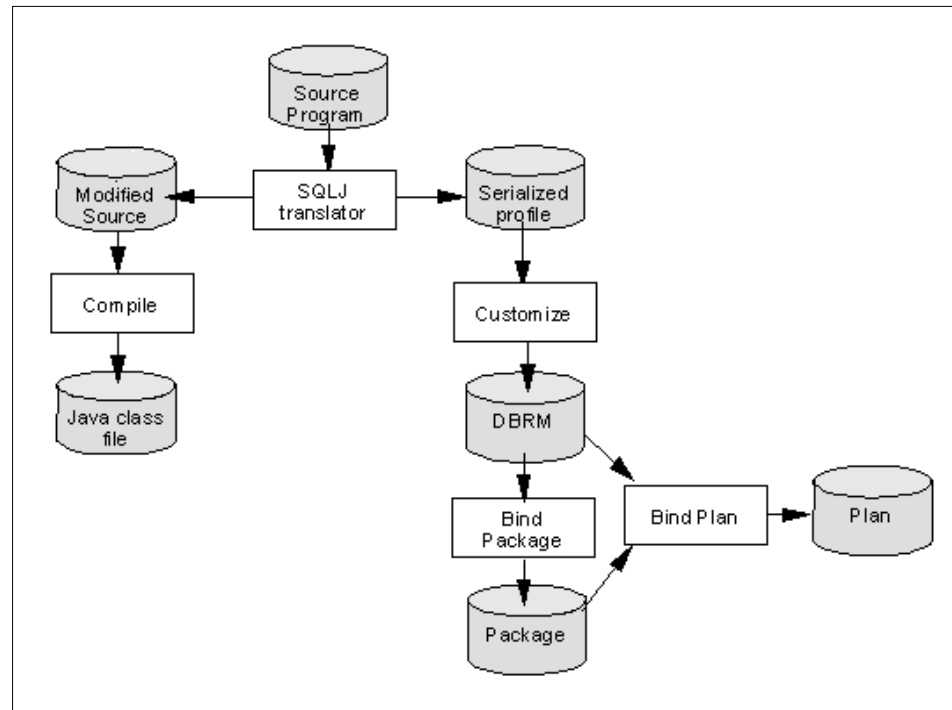 Source
Program
Modified
Source
SQLJ
translator
Serialized
profile
Compile
Customize
Java class
file
DBRM
Bind
Package
Bind Plan
Plan
Package